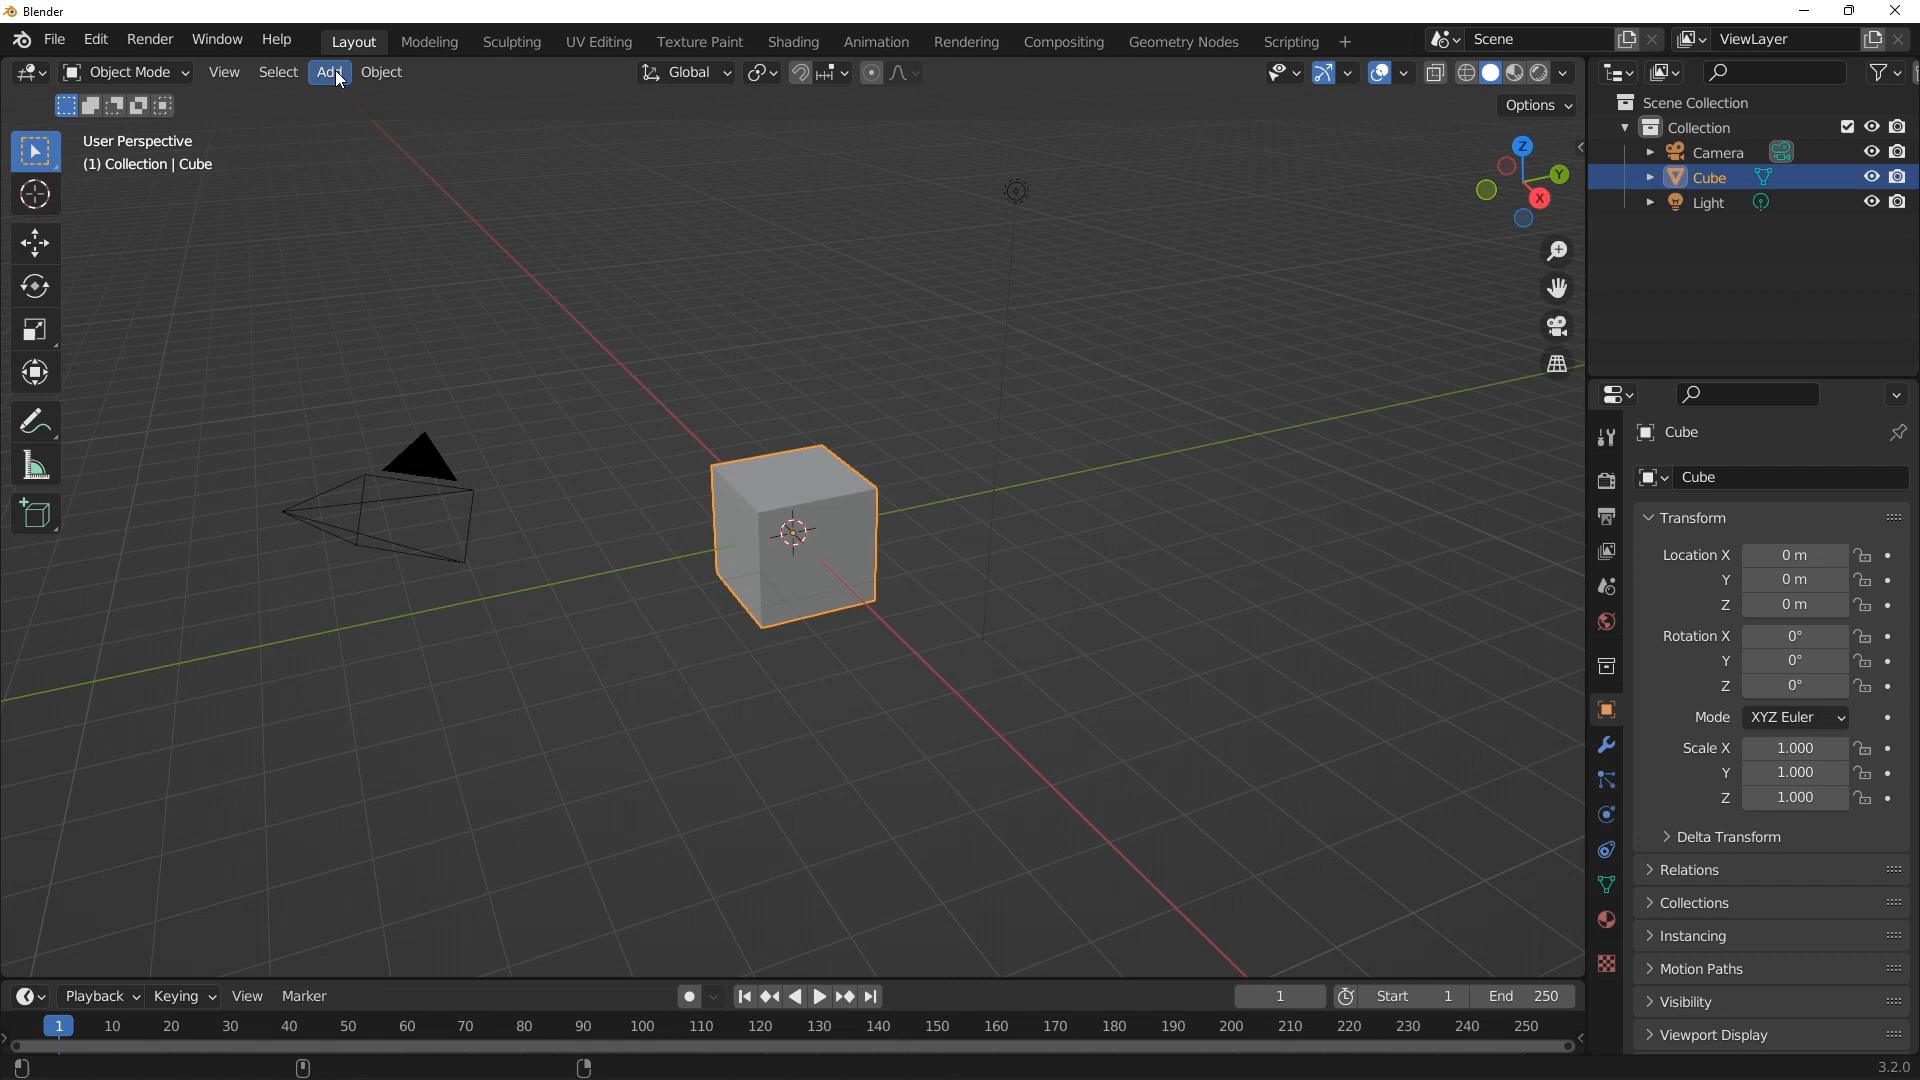 Blender
File Edit Render Window Help Layout Modeling Sculpting UV Editing Texture Paint Shading Animation Rendering Compositing Geometry Nodes Scripting + Scene ViewLayer
Object Mode View Select Add Object Global
Options
User Perspective
(1) Collection | Cube
Z
Y
X
Scene Collection
Collection
Camera
Cube
Light
Cube
Cube
Transform
Location X 0 m
Y 0 m
Z 0 m
Rotation X 0°
Y 0°
Z 0°
Mode XYZ Euler
Scale X 1.000
Y 1.000
Z 1.000
Delta Transform
Relations
Collections
Instancing
Motion Paths
Visibility
Viewport Display
Playback Keying View Marker 1 Start 1 End 250
1 10 20 30 40 50 60 70 80 90 100 110 120 130 140 150 160 170 180 190 200 210 220 230 240 250
3.2.0